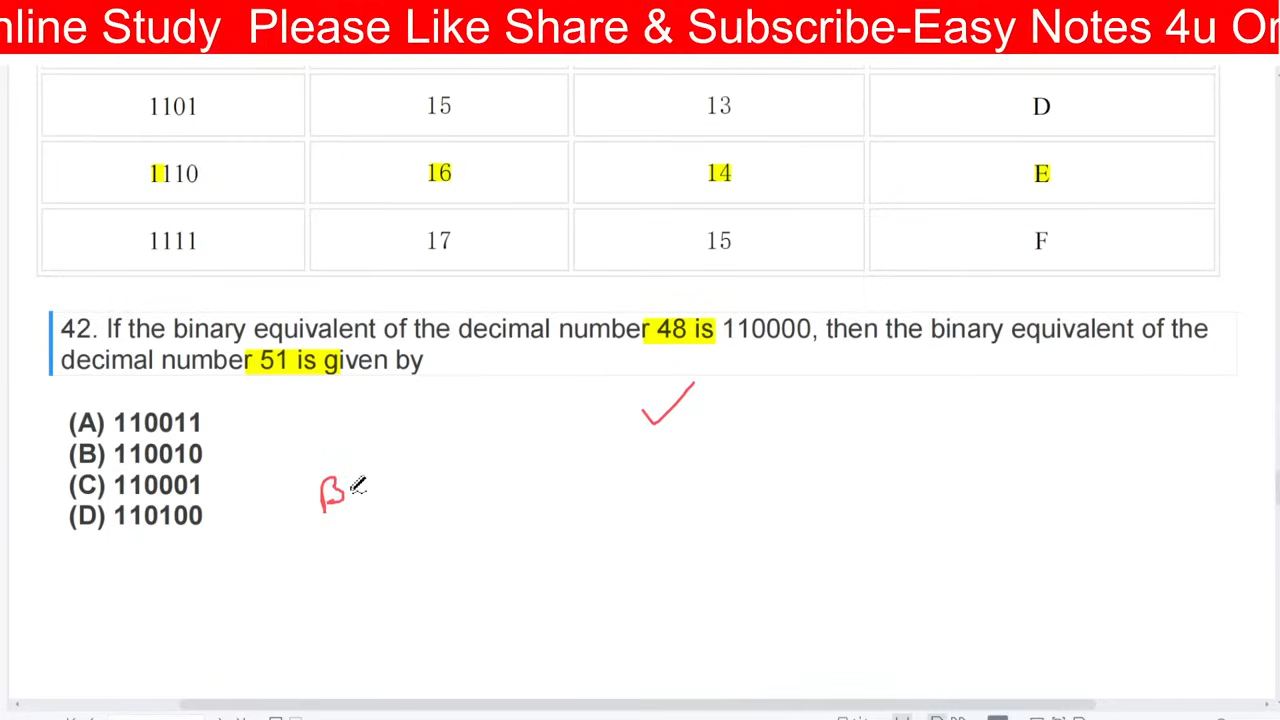 nline Study Please Like Share & Subscribe-Easy Notes 4u On
1101 15 13 D
1110 16 14 E
1111 17 15 F
42. If the binary equivalent of the decimal number 48 is 110000, then the binary equivalent of the
decimal number 51 is given by
(A) 110011
(B) 110010
(C) 110001
(D) 110100
B